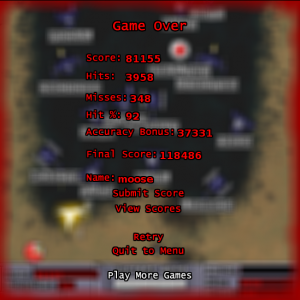 Game Over
Score: 81155
Hits: 3958
Misses: 348
Hit %: 92
Accuracy Bonus: 37331
Final Score: 118486
Name: moose
Submit Score
View Scores
Retry
Quit to Menu
Play More Games